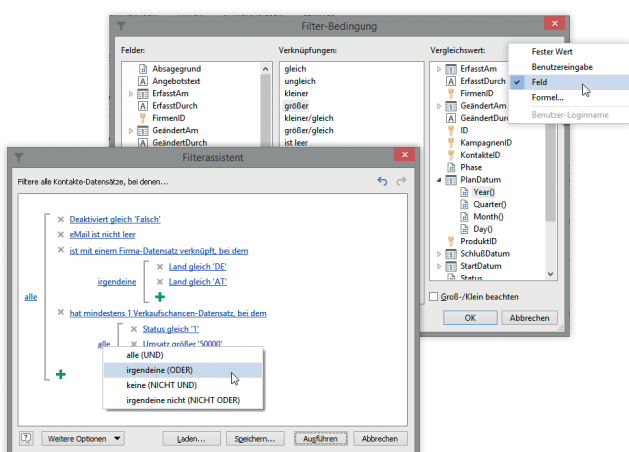 Filter-Bedingung
Felder:
Verknüpfungen:
Vergleichswert:
Absagegrund
Angebotstext
ErfasstAm
ErfasstDurch
FirmenID
GeändertAm
GeändertDurch
gleich
ungleich
kleiner
größer
kleiner/gleich
größer/gleich
ist leer
ErfasstAm
ErfasstDurch
FirmenID
GeändertAm
GeändertDurch
ID
KampagnenID
KontakteID
Phase
PlanDatum
Year()
Quarter()
Month()
Day()
ProduktID
SchlußDatum
StartDatum
Status
Fester Wert
Benutzereingabe
Feld
Formel...
Benutzer-Loginname
Groß-/Klein beachten
OK
Abbrechen
Filterassistent
Filtere alle Kontakte-Datensätze, bei denen...
Deaktiviert gleich 'Falsch'
eMail ist nicht leer
ist mit einem Firma-Datensatz verknüpft, bei dem
Land gleich 'DE'
irgendeine
Land gleich 'AT'
alle
hat mindestens 1 Verkaufschancen-Datensatz, bei dem
Status gleich '1'
alle
Umsatz größer '50000'
alle (UND)
irgendeine (ODER)
keine (NICHT UND)
irgendeine nicht (NICHT ODER)
Weitere Optionen
Laden...
Speichern...
Ausführen
Abbrechen